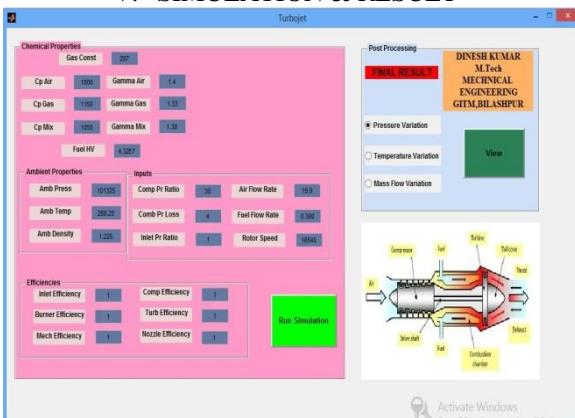 7. SIMULATION & RESULT
Turbojet
Chemical Properties
Gas Const 287
Cp Air 1000 Gamma Air 1.4
Cp Gas 1150 Gamma Gas 1.33
Cp Mix 1050 Gamma Mix 1.38
Fuel HV 4.32E7
Ambient Properties
Amb Press 101325
Amb Temp 288.25
Amb Density 1.225
Inputs
Comp Pr Ratio 30 Air Flow Rate 19.9
Comb Pr Loss 4 Fuel Flow Rate 0.380
Inlet Pr Ratio 1 Rotor Speed 16540
Efficiencies
Inlet Efficiency 1 Comp Efficiency 1
Burner Efficiency 1 Turb Efficiency 1
Mech Efficiency 1 Nozzle Efficiency 1
Run Simulation
Post Processing
FINAL RESULT
DINESH KUMAR
M.Tech
MECHNICAL
ENGINEERING
GITM,BILASHPUR
Pressure Variation
Temperature Variation
Mass Flow Variation
View
Compressor
Fuel
Turbine
Tail cone
Thrust
Air
Drive shaft
Fuel
Combustion
chamber
Exhaust
Activate Windows